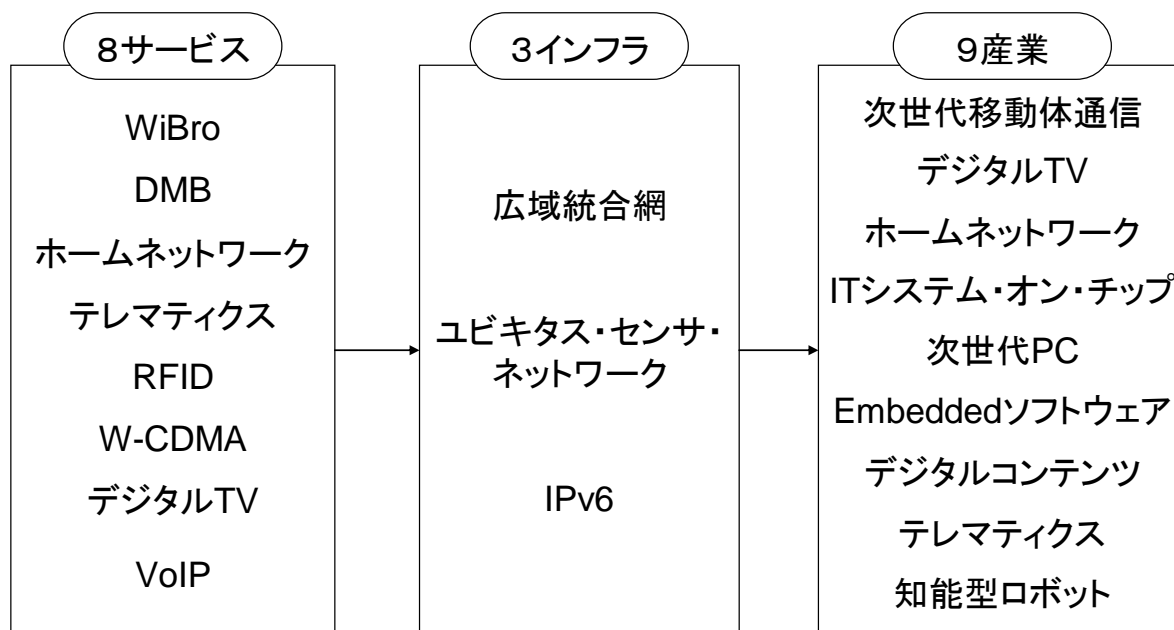 8サービス
WiBro
DMB
ホームネットワーク
テレマティクス
RFID
W-CDMA
デジタルTV
VoIP
3インフラ
広域統合網
ユビキタス・センサ・
ネットワーク
IPv6
9産業
次世代移動体通信
デジタルTV
ホームネットワーク
ITシステム・オン・チップ
次世代PC
Embeddedソフトウェア
デジタルコンテンツ
テレマティクス
知能型ロボット